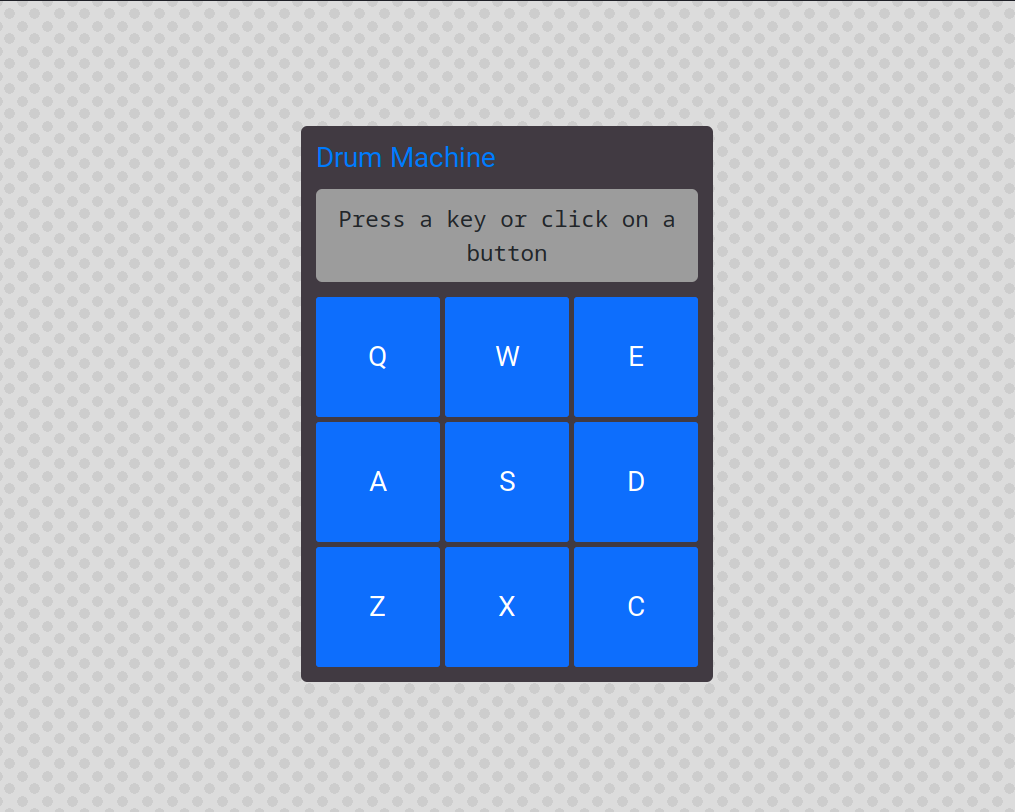 Drum Machine
Press a key or click on a
button
Q W E
A S D
Z X C